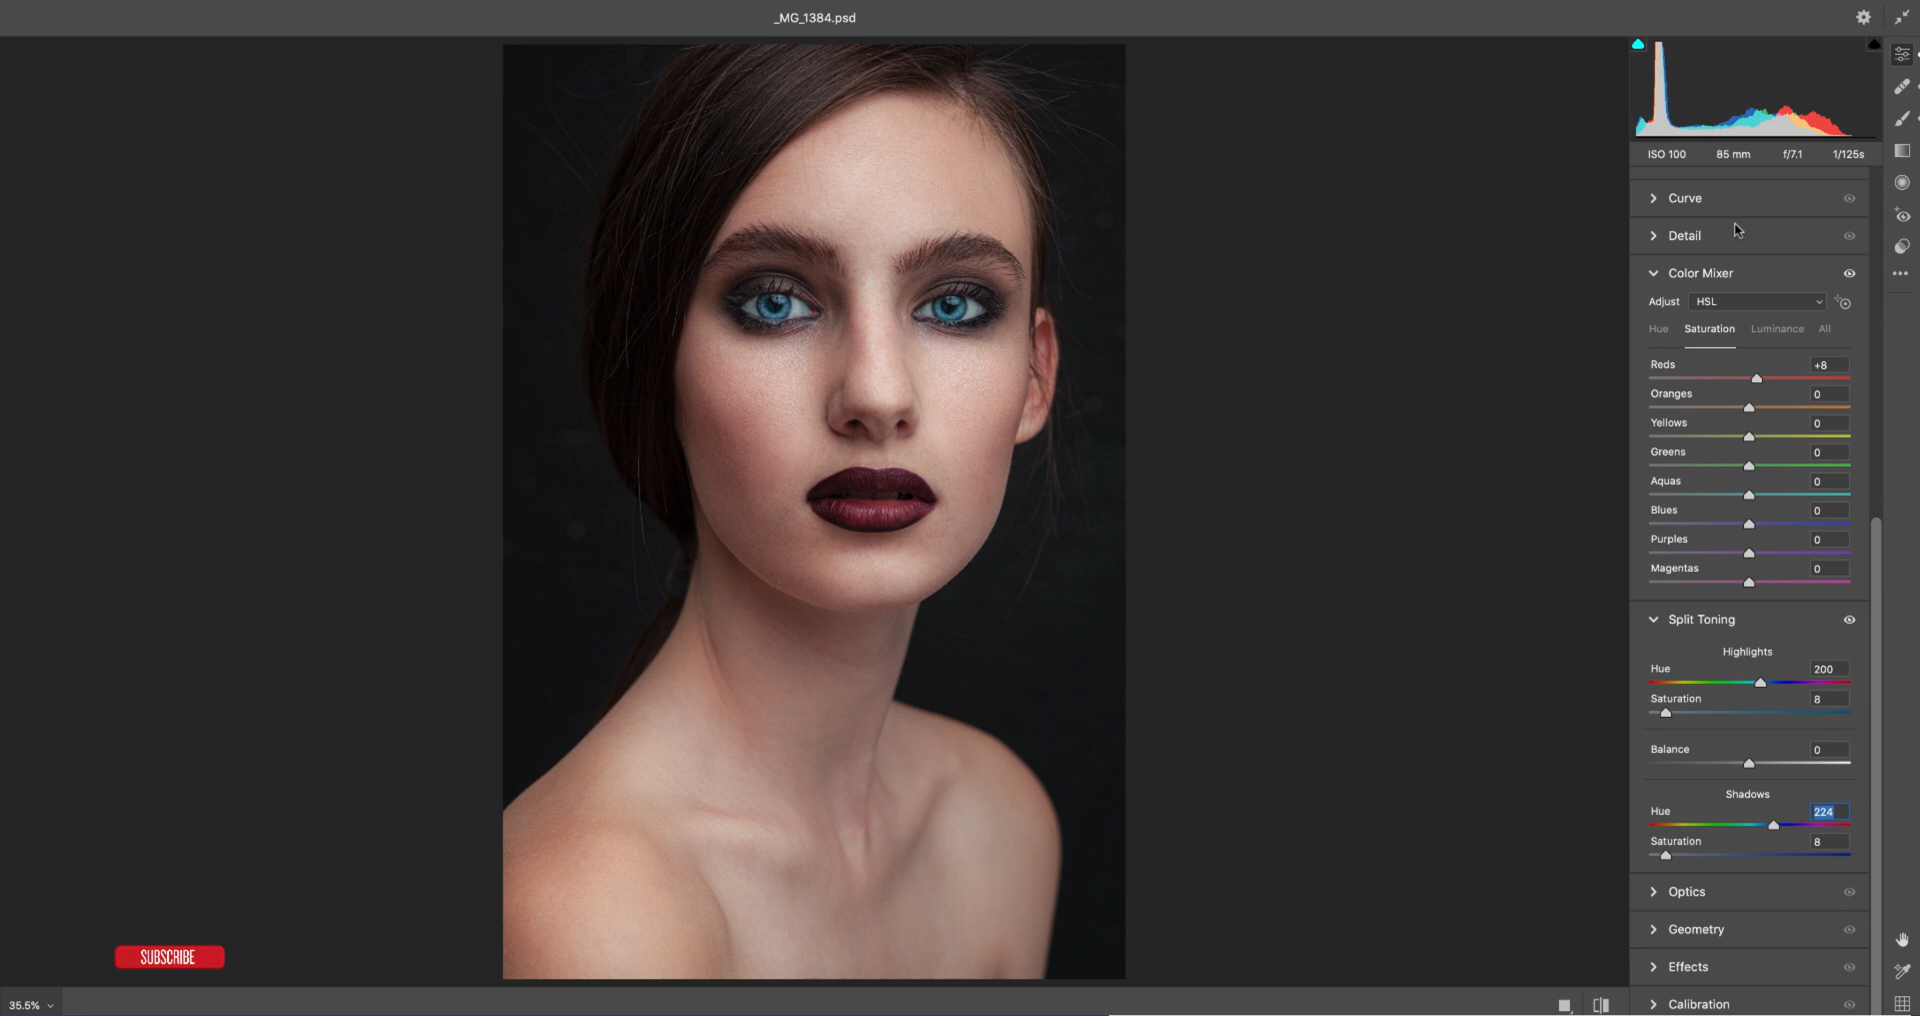 _MG_1384.psd
ISO 100 85 mm f/7.1 1/125s
Curve
Detail
Color Mixer
Adjust HSL
Hue Saturation Luminance All
Reds +8
Oranges 0
Yellows 0
Greens 0
Aquas 0
Blues 0
Purples 0
Magentas 0
Split Toning
Highlights
Hue 200
Saturation 8
Balance 0
Shadows
Hue 224
Saturation 8
Optics
Geometry
Effects
Calibration
SUBSCRIBE
35.5%